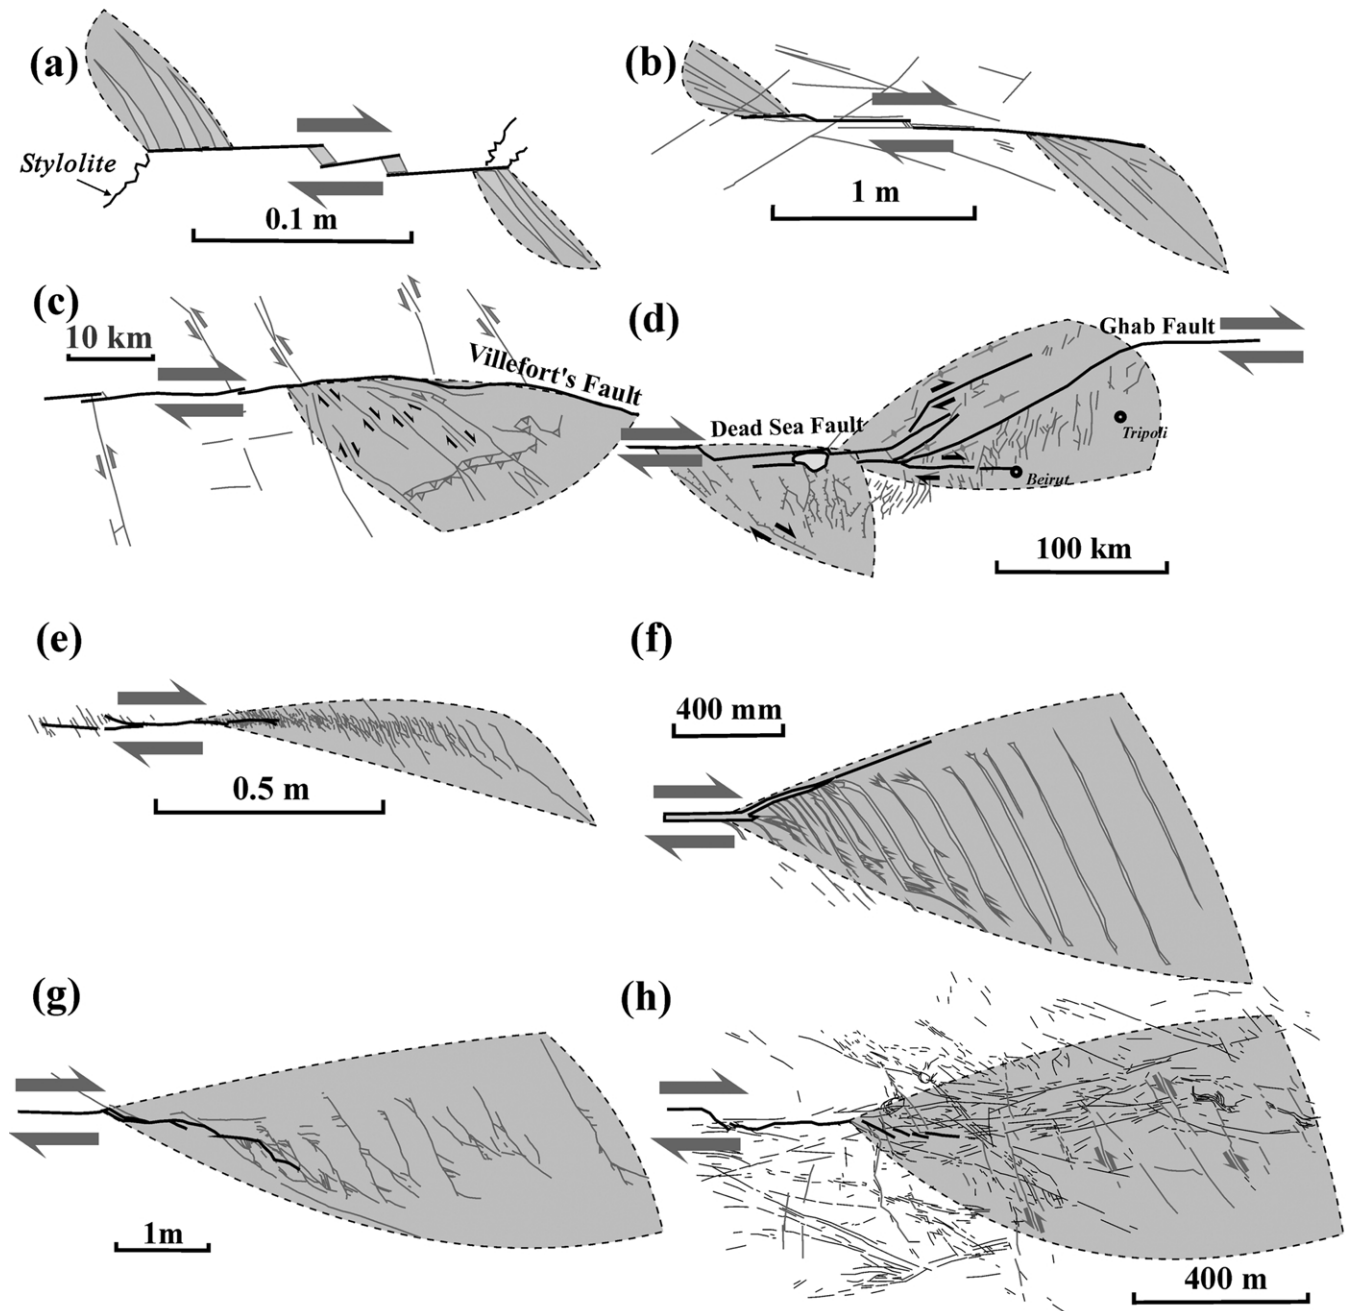 (a)
Stylolite
0.1 m
(b)
1 m
(c)
10 km
Villefort's Fault
(d)
Ghab Fault
Dead Sea Fault
Tripoli
Beirut
100 km
(e)
0.5 m
(f)
400 mm
(g)
1m
(h)
400 m